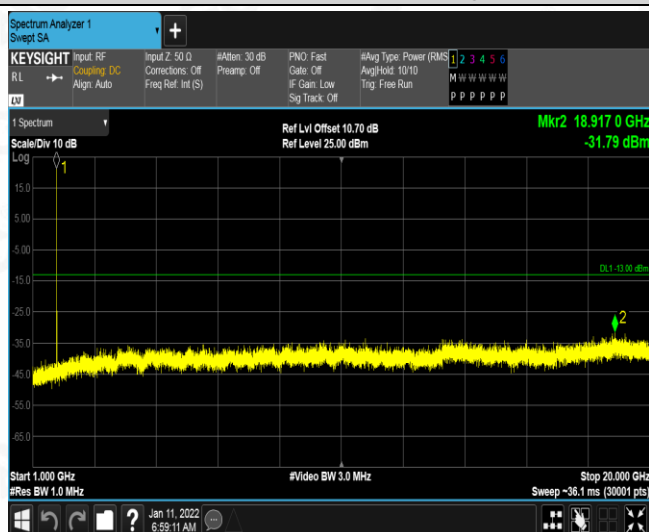 Spectrum Analyzer 1
Swept SA
+
KEYSIGHT
RL
LXI
Input: RF
Coupling: DC
Align: Auto
Input Z: 50 Ω
Corrections: Off
Freq Ref: Int (S)
#Atten: 30 dB
Preamp: Off
PNO: Fast
Gate: Off
IF Gain: Low
Sig Track: Off
#Avg Type: Power (RMS
Avg|Hold: 10/10
Trig: Free Run
1 2 3 4 5 6
M W W W W W
P P P P P P
1 Spectrum
Scale/Div 10 dB
Log
Ref Lvl Offset 10.70 dB
Ref Level 25.00 dBm
Mkr2 18.917 0 GHz
-31.79 dBm
1
15.0
5.00
-5.00
DL1 -13.00 dBm
-15.0
-25.0
2
-35.0
-45.0
-55.0
-65.0
Start 1.000 GHz
#Res BW 1.0 MHz
#Video BW 3.0 MHz
Stop 20.000 GHz
Sweep ~36.1 ms (30001 pts)
?
Jan 11, 2022
6:59:11 AM